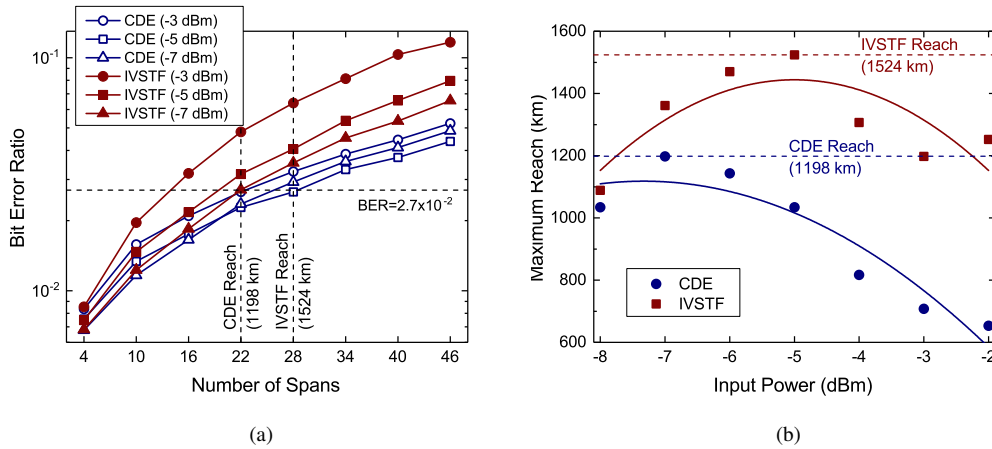 CDE (-3 dBm)
CDE (-5 dBm)
CDE (-7 dBm)
IVSTF (-3 dBm)
IVSTF (-5 dBm)
IVSTF (-7 dBm)
10⁻¹
10⁻²
Bit Error Ratio
BER=2.7x10⁻²
CDE Reach
(1198 km)
IVSTF Reach
(1524 km)
4 10 16 22 28 34 40 46
Number of Spans
(a)
1600
1400
1200
1000
800
600
Maximum Reach (km)
IVSTF Reach
(1524 km)
CDE Reach
(1198 km)
CDE
IVSTF
-8 -7 -6 -5 -4 -3 -2
Input Power (dBm)
(b)